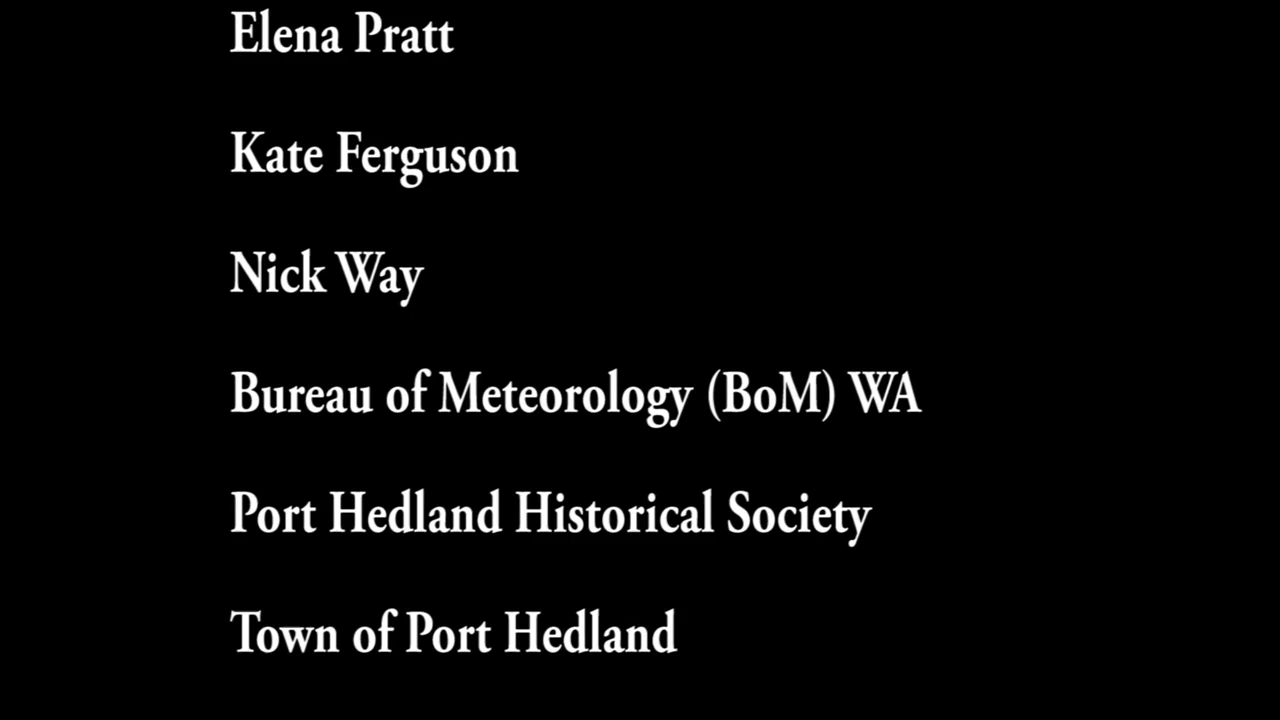 Elena Pratt
Kate Ferguson
Nick Way
Bureau of Meteorology (BoM) WA
Port Hedland Historical Society
Town of Port Hedland